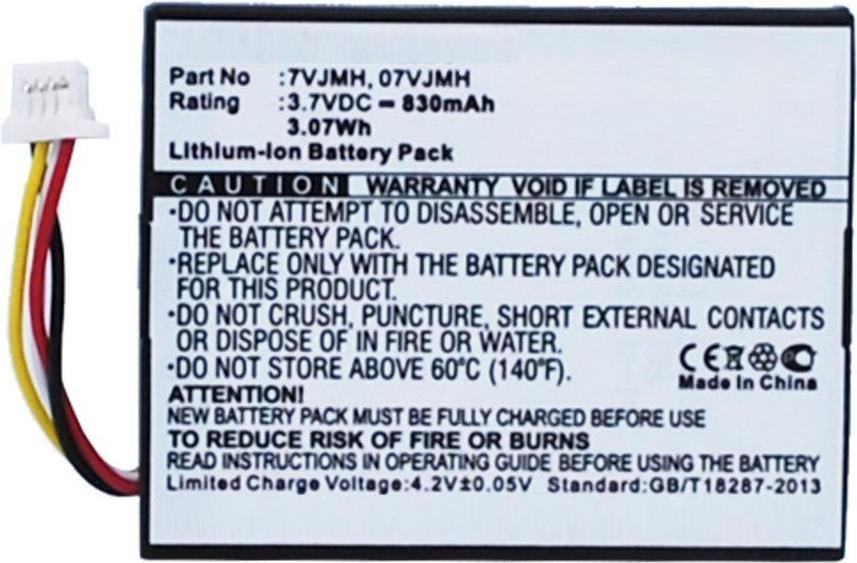 Part No :7VJMH, 07VJMH
Rating :3.7VDC = 830mAh
3.07Wh
Lithium-Ion Battery Pack
CAUTION WARRANTY VOID IF LABEL IS REMOVED
·DO NOT ATTEMPT TO DISASSEMBLE, OPEN OR SERVICE
THE BATTERY PACK.
·REPLACE ONLY WITH THE BATTERY PACK DESIGNATED
FOR THIS PRODUCT.
·DO NOT CRUSH, PUNCTURE, SHORT EXTERNAL CONTACTS
OR DISPOSE OF IN FIRE OR WATER.
·DO NOT STORE ABOVE 60°C (140°F).
CE
Made in China
ATTENTION!
NEW BATTERY PACK MUST BE FULLY CHARGED BEFORE USE
TO REDUCE RISK OF FIRE OR BURNS
READ INSTRUCTIONS IN OPERATING GUIDE BEFORE USING THE BATTERY
Limited Charge Voltage:4.2V±0.05V Standard:GB/T18287-2013